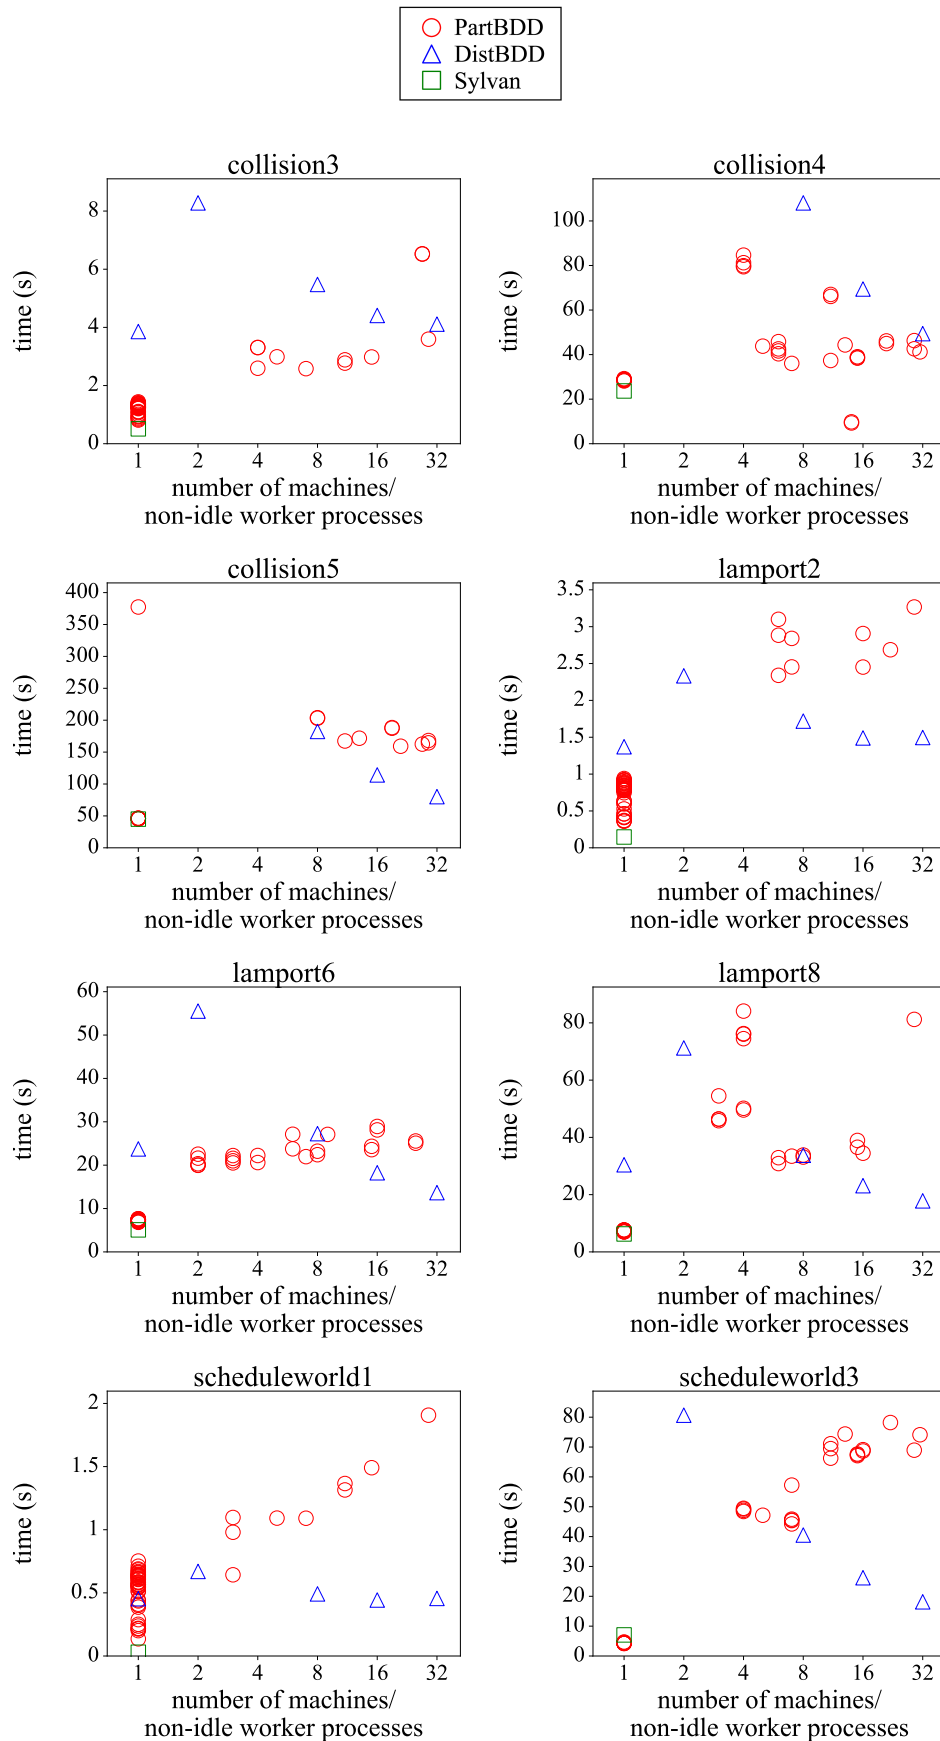 PartBDD
DistBDD
Sylvan
collision3
8
6
4
2
0
time (s)
1 2 4 8 16 32
number of machines/
non-idle worker processes
collision4
100
80
60
40
20
0
time (s)
1 2 4 8 16 32
number of machines/
non-idle worker processes
collision5
400
350
300
250
200
150
100
50
0
time (s)
1 2 4 8 16 32
number of machines/
non-idle worker processes
lamport2
3.5
3
2.5
2
1.5
1
0.5
0
time (s)
1 2 4 8 16 32
number of machines/
non-idle worker processes
lamport6
60
50
40
30
20
10
0
time (s)
1 2 4 8 16 32
number of machines/
non-idle worker processes
lamport8
80
60
40
20
0
time (s)
1 2 4 8 16 32
number of machines/
non-idle worker processes
scheduleworld1
2
1.5
1
0.5
0
time (s)
1 2 4 8 16 32
number of machines/
non-idle worker processes
scheduleworld3
80
70
60
50
40
30
20
10
0
time (s)
1 2 4 8 16 32
number of machines/
non-idle worker processes